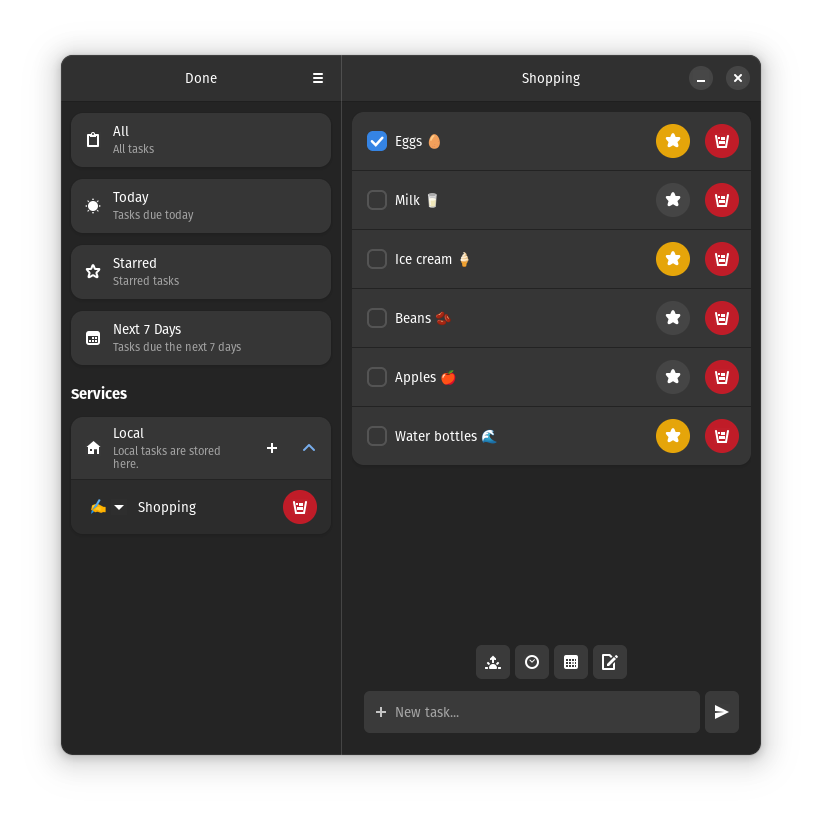 Done
All
All tasks
Today
Tasks due today
Starred
Starred tasks
Next 7 Days
Tasks due the next 7 days
Services
Local
Local tasks are stored
here.
✍️ Shopping
Shopping
Eggs 🥚
Milk 🥛
Ice cream 🍦
Beans 🫘
Apples 🍎
Water bottles 🌊
New task...